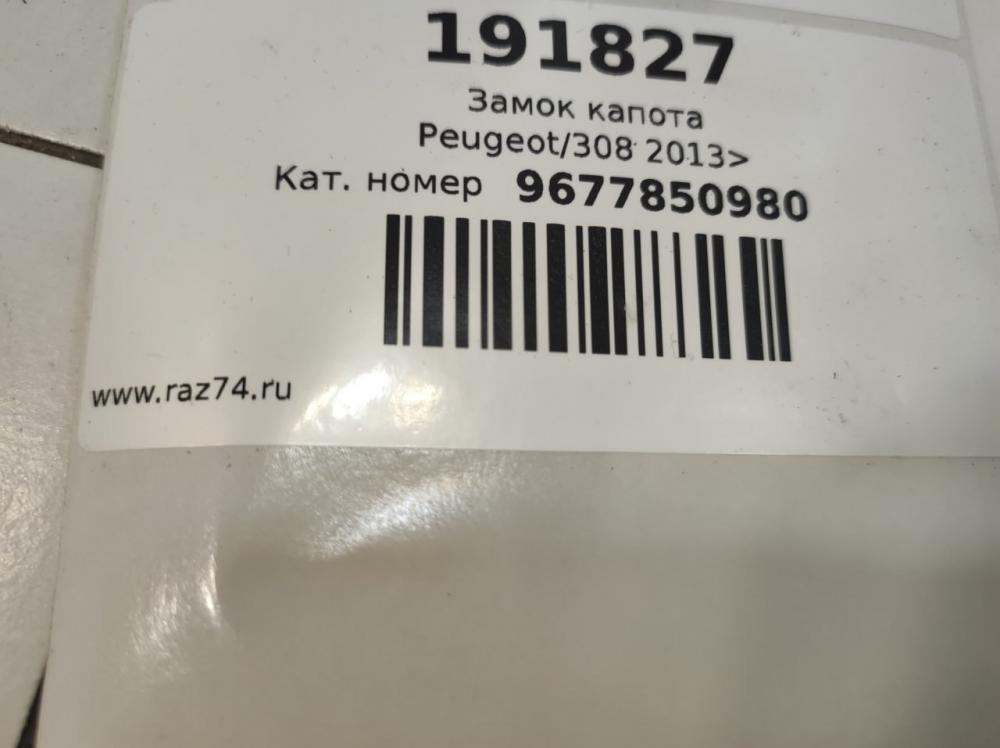 191827
Замок капота
Peugeot/308 2013>
Кат. номер 9677850980
www.raz74.ru